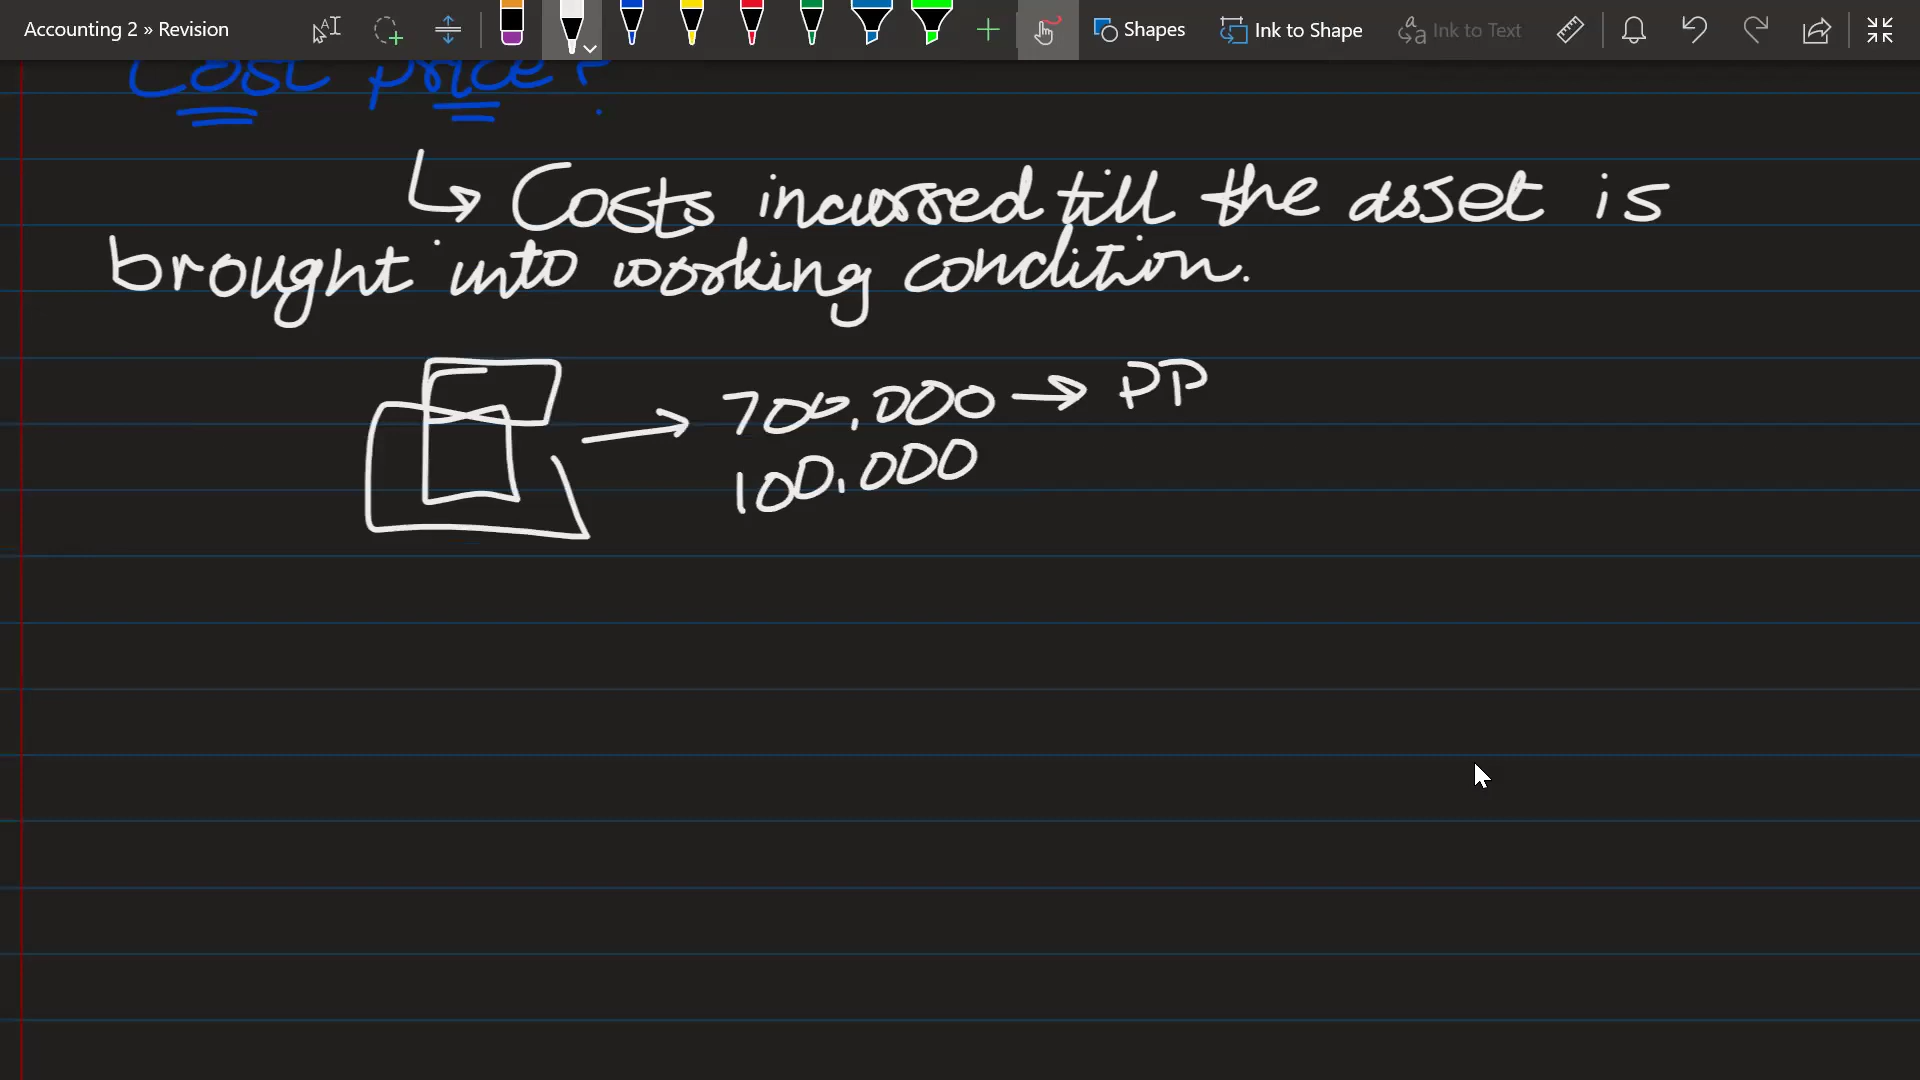 Accounting 2 » Revision
Shapes
Ink to Shape
Ink to Text
Cost price?
↳ Costs incurred till the asset is
brought into working condition.
→ 700,000 → PP
100,000